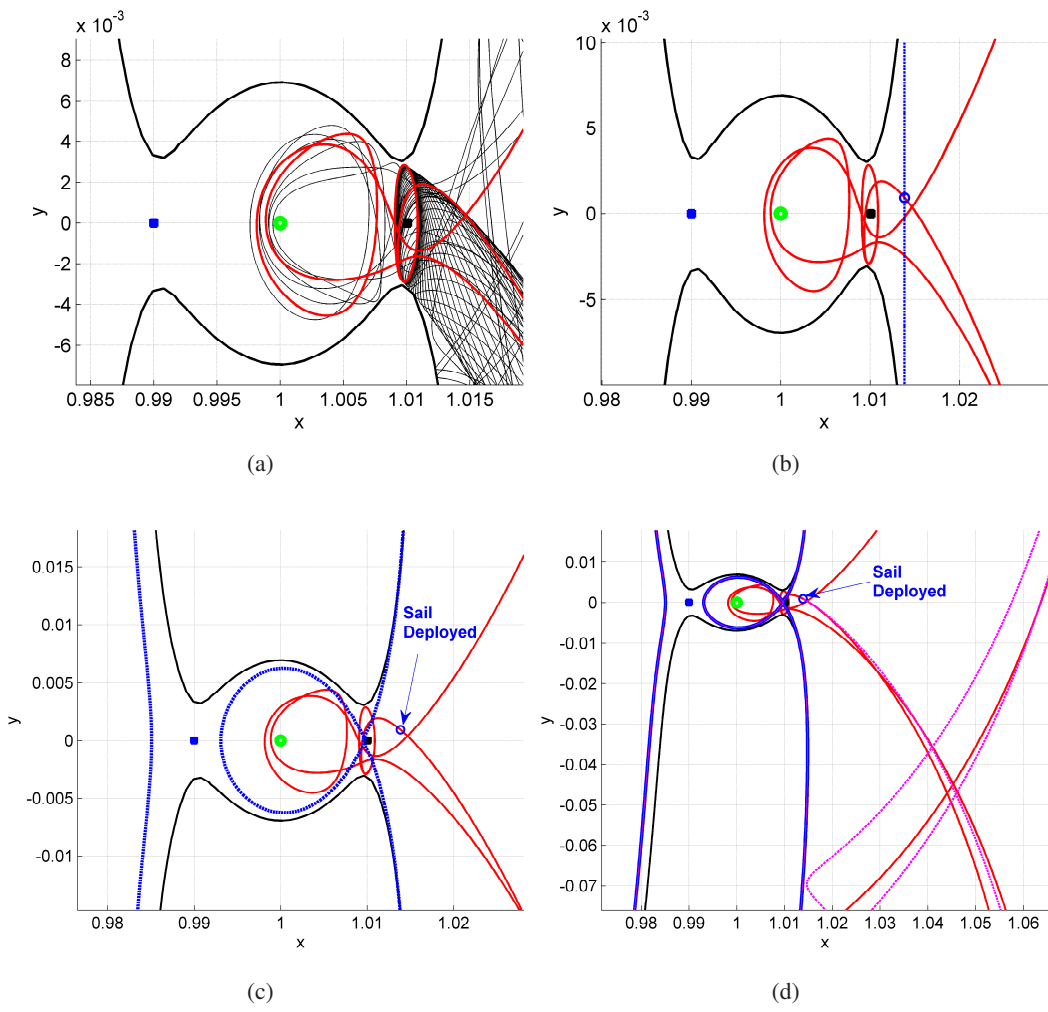 x 10⁻³
8
6
4
2
0
-2
-4
-6
y
0.985 0.99 0.995 1 1.005 1.01 1.015
x
(a)
x 10⁻³
10
5
0
-5
y
0.98 0.99 1 1.01 1.02
x
(b)
0.015
0.01
0.005
0
-0.005
-0.01
y
Sail
Deployed
0.98 0.99 1 1.01 1.02
x
(c)
0.01
0
-0.01
-0.02
-0.03
-0.04
-0.05
-0.06
-0.07
y
Sail
Deployed
0.98 0.99 1 1.01 1.02 1.03 1.04 1.05 1.06
x
(d)